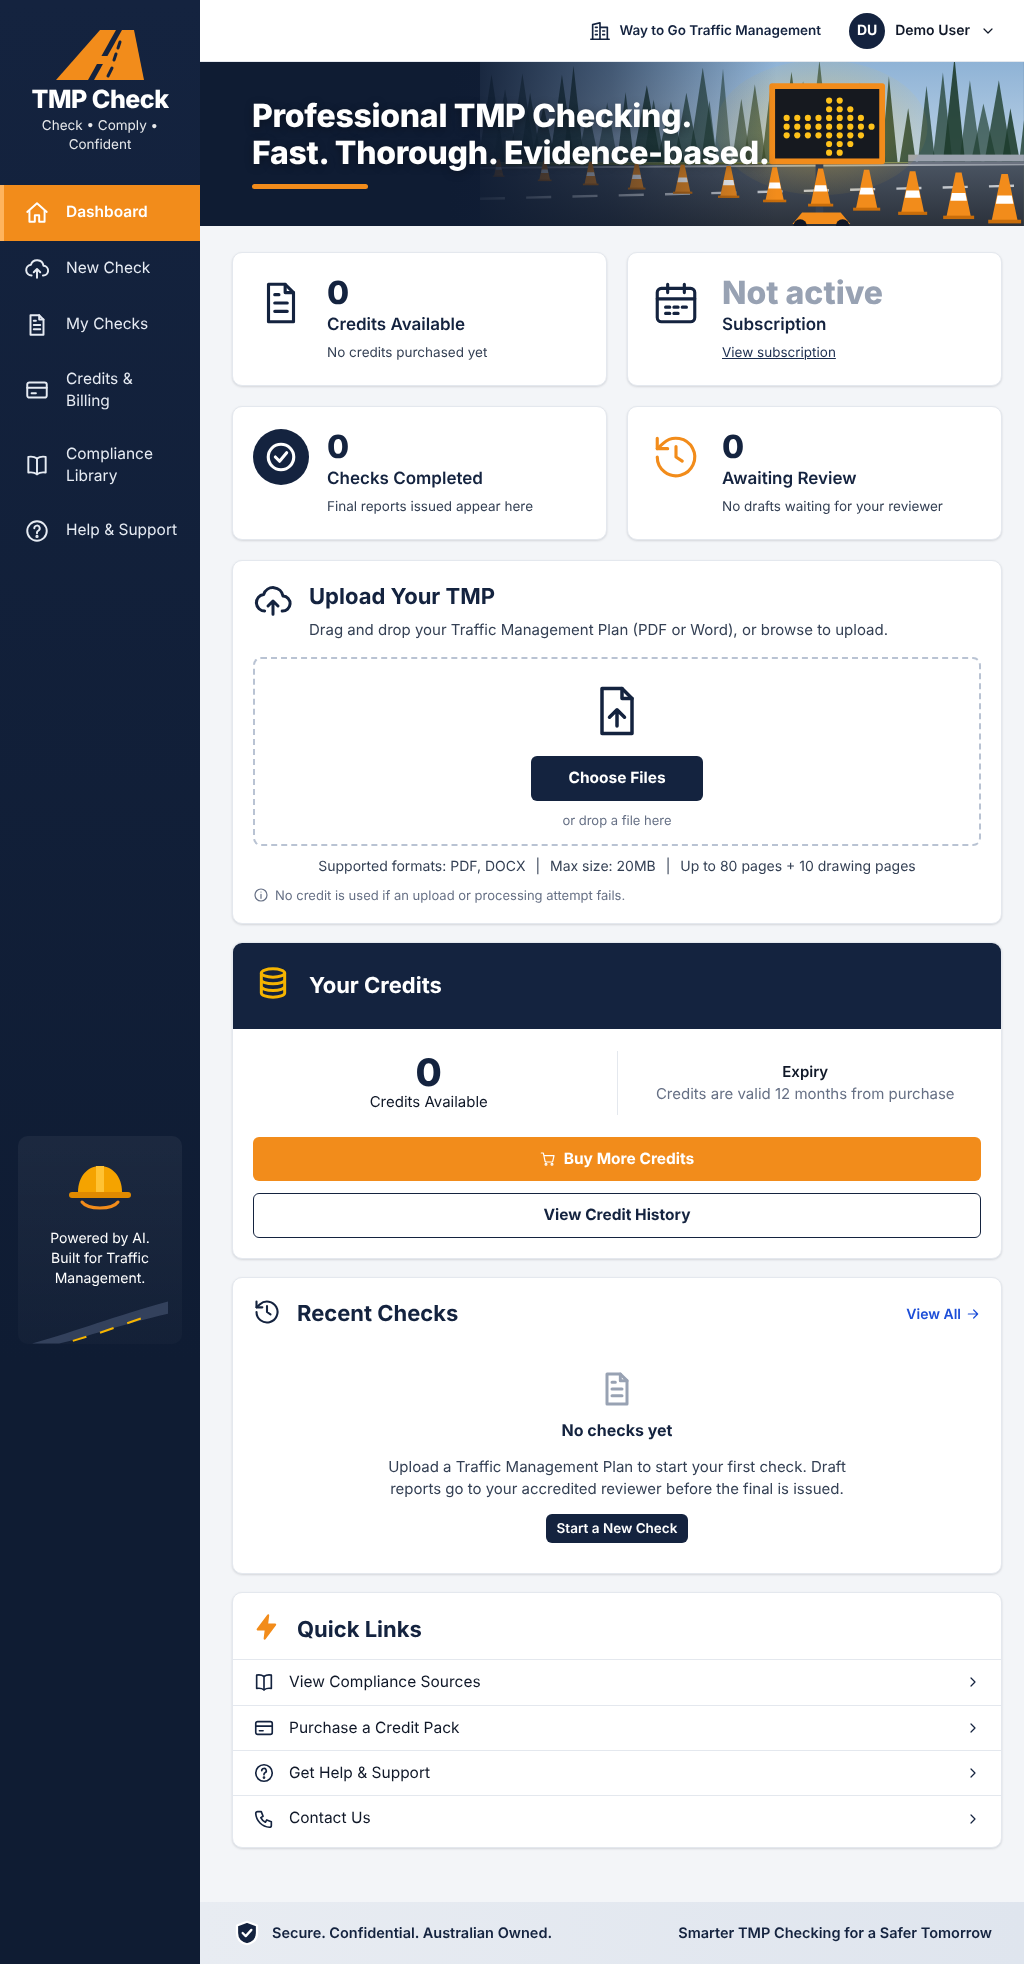 TMP Check
Check • Comply •
Confident
Dashboard
New Check
My Checks
Credits &
Billing
Compliance
Library
Help & Support
Powered by AI.
Built for Traffic
Management.
Way to Go Traffic Management
DU
Demo User
Professional TMP Checking.
Fast. Thorough. Evidence-based.
0
Credits Available
No credits purchased yet
Not active
Subscription
View subscription
0
Checks Completed
Final reports issued appear here
0
Awaiting Review
No drafts waiting for your reviewer
Upload Your TMP
Drag and drop your Traffic Management Plan (PDF or Word), or browse to upload.
Choose Files
or drop a file here
Supported formats: PDF, DOCX | Max size: 20MB | Up to 80 pages + 10 drawing pages
No credit is used if an upload or processing attempt fails.
Your Credits
0
Credits Available
Expiry
Credits are valid 12 months from purchase
Buy More Credits
View Credit History
Recent Checks
View All →
No checks yet
Upload a Traffic Management Plan to start your first check. Draft
reports go to your accredited reviewer before the final is issued.
Start a New Check
Quick Links
View Compliance Sources
Purchase a Credit Pack
Get Help & Support
Contact Us
Secure. Confidential. Australian Owned.
Smarter TMP Checking for a Safer Tomorrow